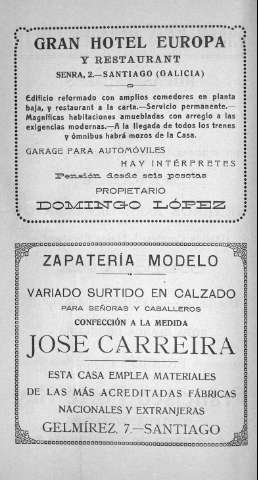 GRAN HOTEL EUROPA
Y RESTAURANT
SENRA, 2.—SANTIAGO (GALICIA)
Edificio reformado con amplios comedores en planta
baja, y restaurant a la carta.—Servicio permanente.—
Magníficas habitaciones amuebladas con arreglo a las
exigencias modernas.—A la llegada de todos los trenes
y ómnibus habrá mozos de la Casa.
GARAGE PARA AUTOMÓVILES
HAY INTÉRPRETES
Pensión desde seis pesetas
PROPIETARIO
DOMINGO LÓPEZ
ZAPATERÍA MODELO
VARIADO SURTIDO EN CALZADO
PARA SEÑORAS Y CABALLEROS
CONFECCIÓN A LA MEDIDA
JOSE CARREIRA
ESTA CASA EMPLEA MATERIALES
DE LAS MÁS ACREDITADAS FÁBRICAS
NACIONALES Y EXTRANJERAS
GELMÍREZ, 7.—SANTIAGO